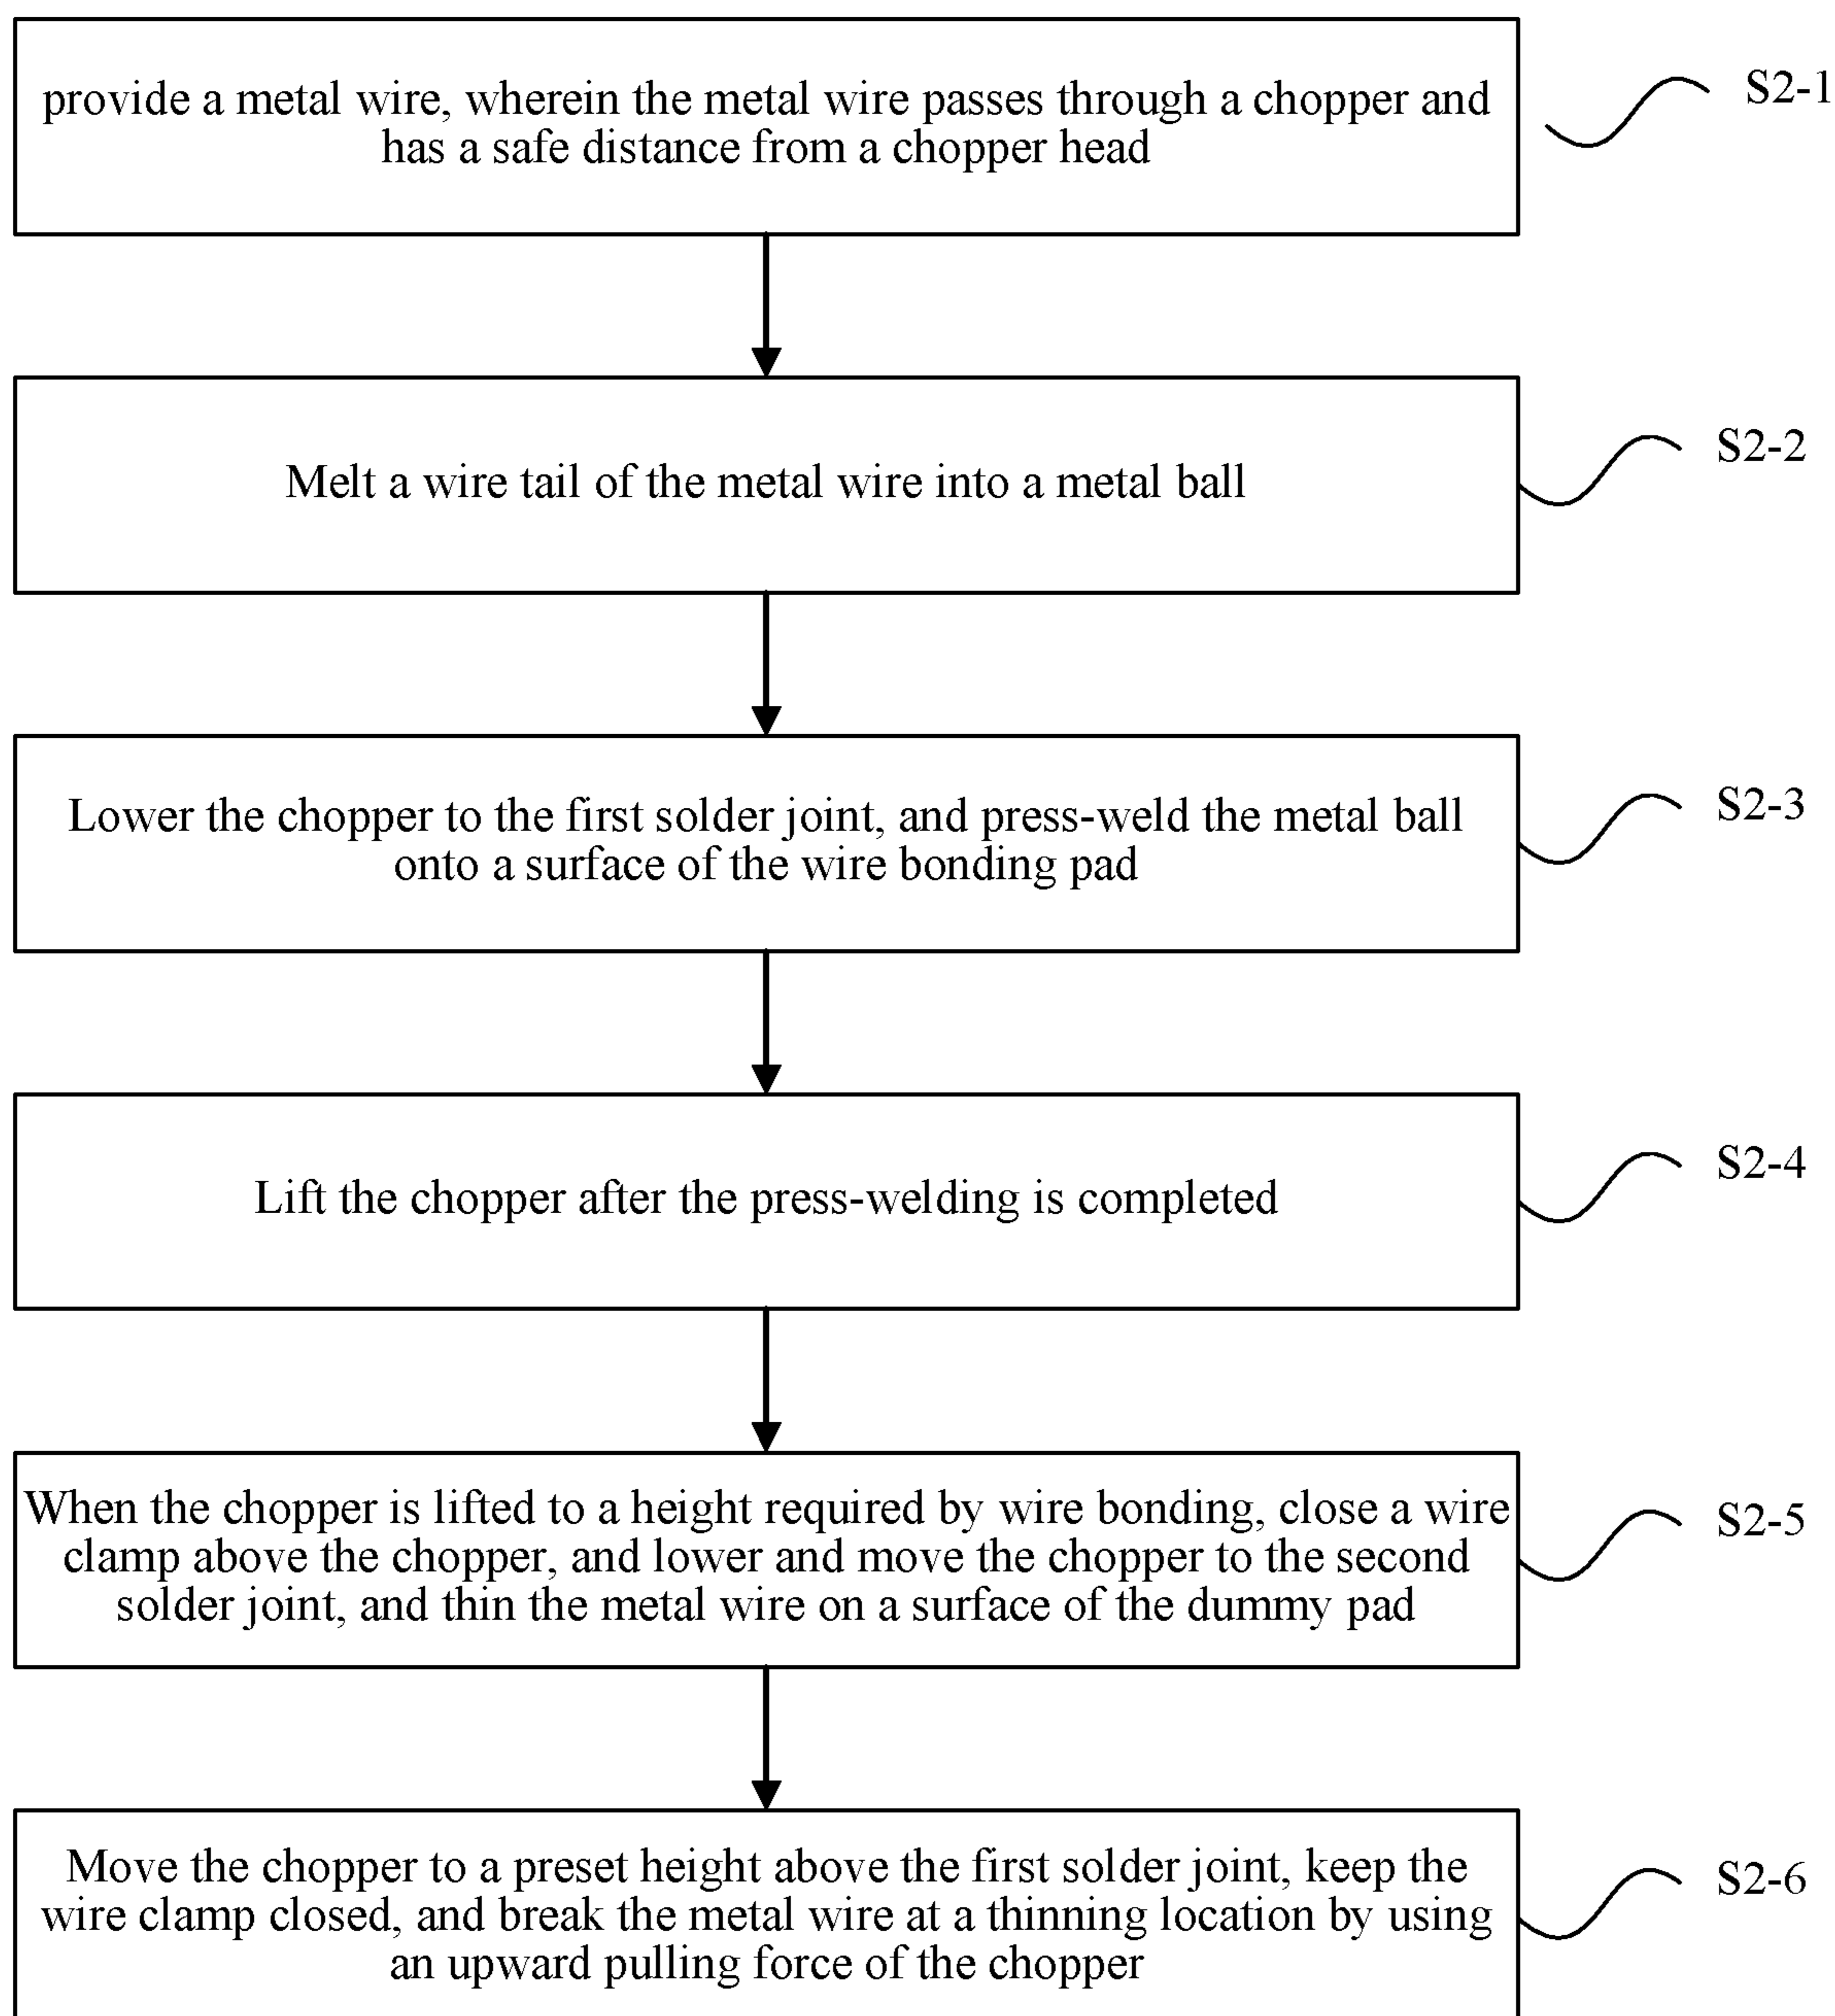 provide a metal wire, wherein the metal wire passes through a chopper and
has a safe distance from a chopper head
S2-1
Melt a wire tail of the metal wire into a metal ball
S2-2
Lower the chopper to the first solder joint, and press-weld the metal ball
onto a surface of the wire bonding pad
S2-3
Lift the chopper after the press-welding is completed
S2-4
When the chopper is lifted to a height required by wire bonding, close a wire
clamp above the chopper, and lower and move the chopper to the second
solder joint, and thin the metal wire on a surface of the dummy pad
S2-5
Move the chopper to a preset height above the first solder joint, keep the
wire clamp closed, and break the metal wire at a thinning location by using
an upward pulling force of the chopper
S2-6